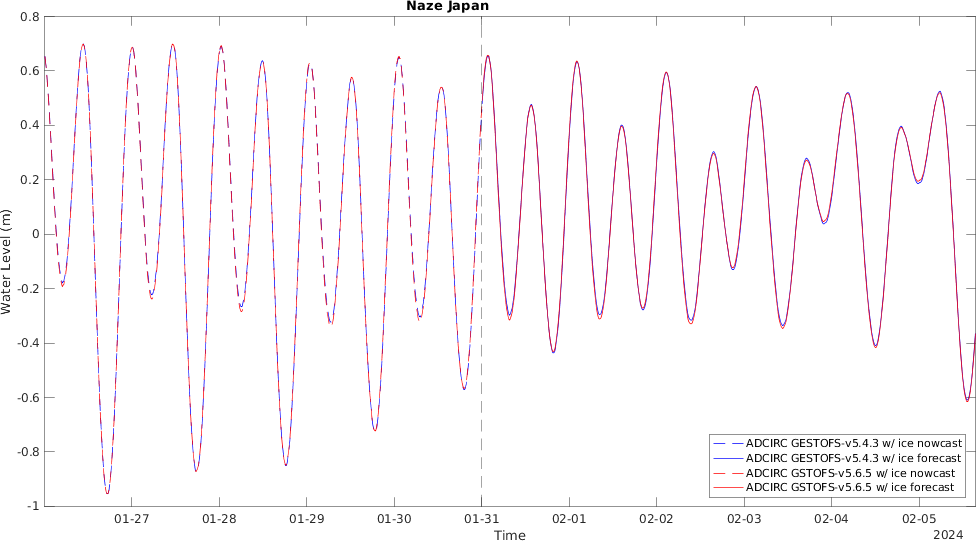 Naze Japan
0.8
0.6
0.4
0.2
0
-0.2
-0.4
-0.6
-0.8
-1
Water Level (m)
ADCIRC GESTOFS-v5.4.3 w/ ice nowcast
ADCIRC GESTOFS-v5.4.3 w/ ice forecast
ADCIRC GSTOFS-v5.6.5 w/ ice nowcast
ADCIRC GSTOFS-v5.6.5 w/ ice forecast
01-27 01-28 01-29 01-30 01-31 02-01 02-02 02-03 02-04 02-05
Time
2024